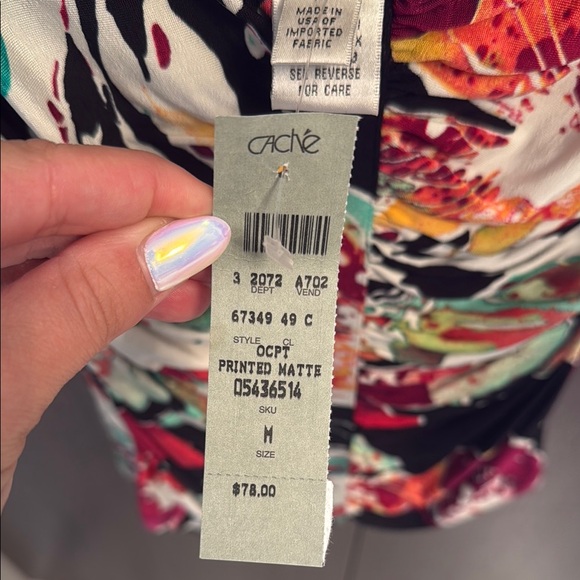 MADE IN
USA OF
IMPORTED
FABRIC
SEE REVERSE
FOR CARE
Caché
3 2072 A702
DEPT VEND
67349 49 C
STYLE CL
OCPT
PRINTED MATTE
05436514
SKU
M
SIZE
$78.00